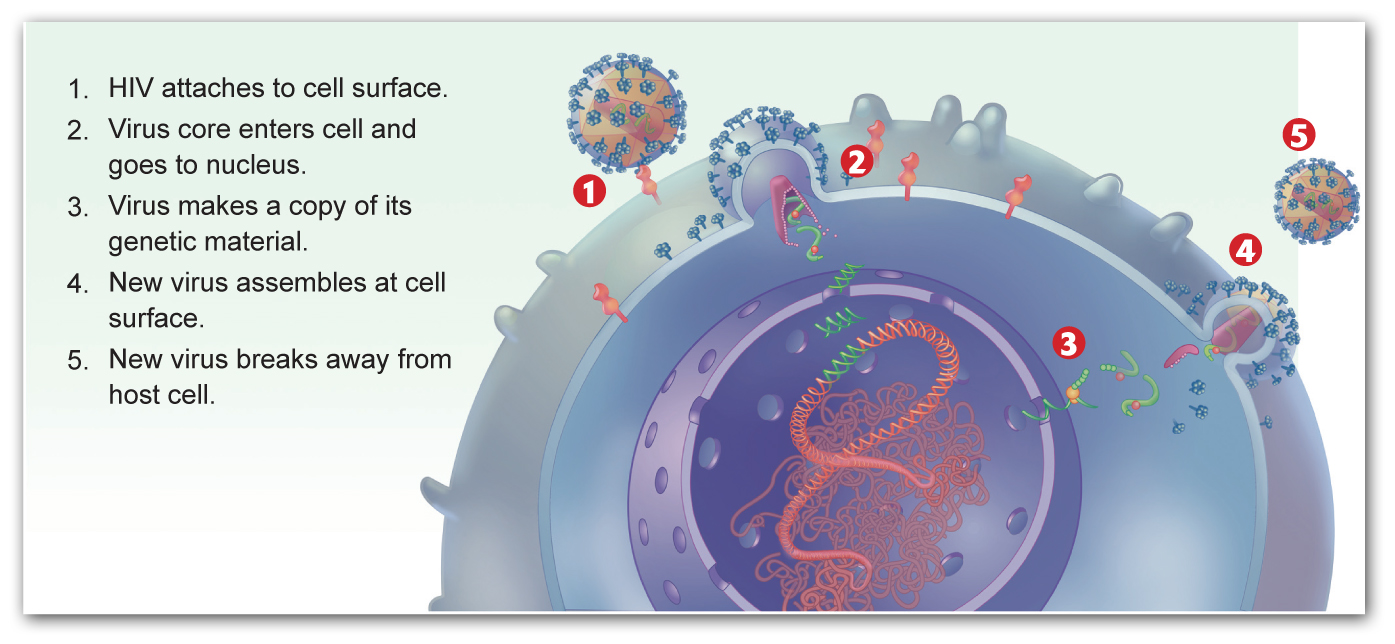 1. HIV attaches to cell surface.
2. Virus core enters cell and
goes to nucleus.
3. Virus makes a copy of its
genetic material.
4. New virus assembles at cell
surface.
5. New virus breaks away from
host cell.
1
2
3
4
5